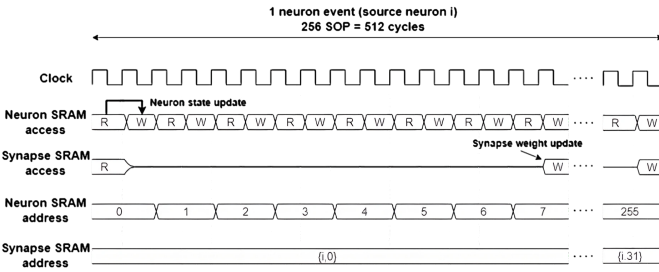 1 neuron event (source neuron i)
256 SOP = 512 cycles
Clock
Neuron state update
Neuron SRAM access
R W R W R W R W R W R W R W R W .... R W
Synapse weight update
Synapse SRAM access
R W .... W
Neuron SRAM address
0 1 2 3 4 5 6 7 .... 255
Synapse SRAM address
{i,0} .... {i.31}